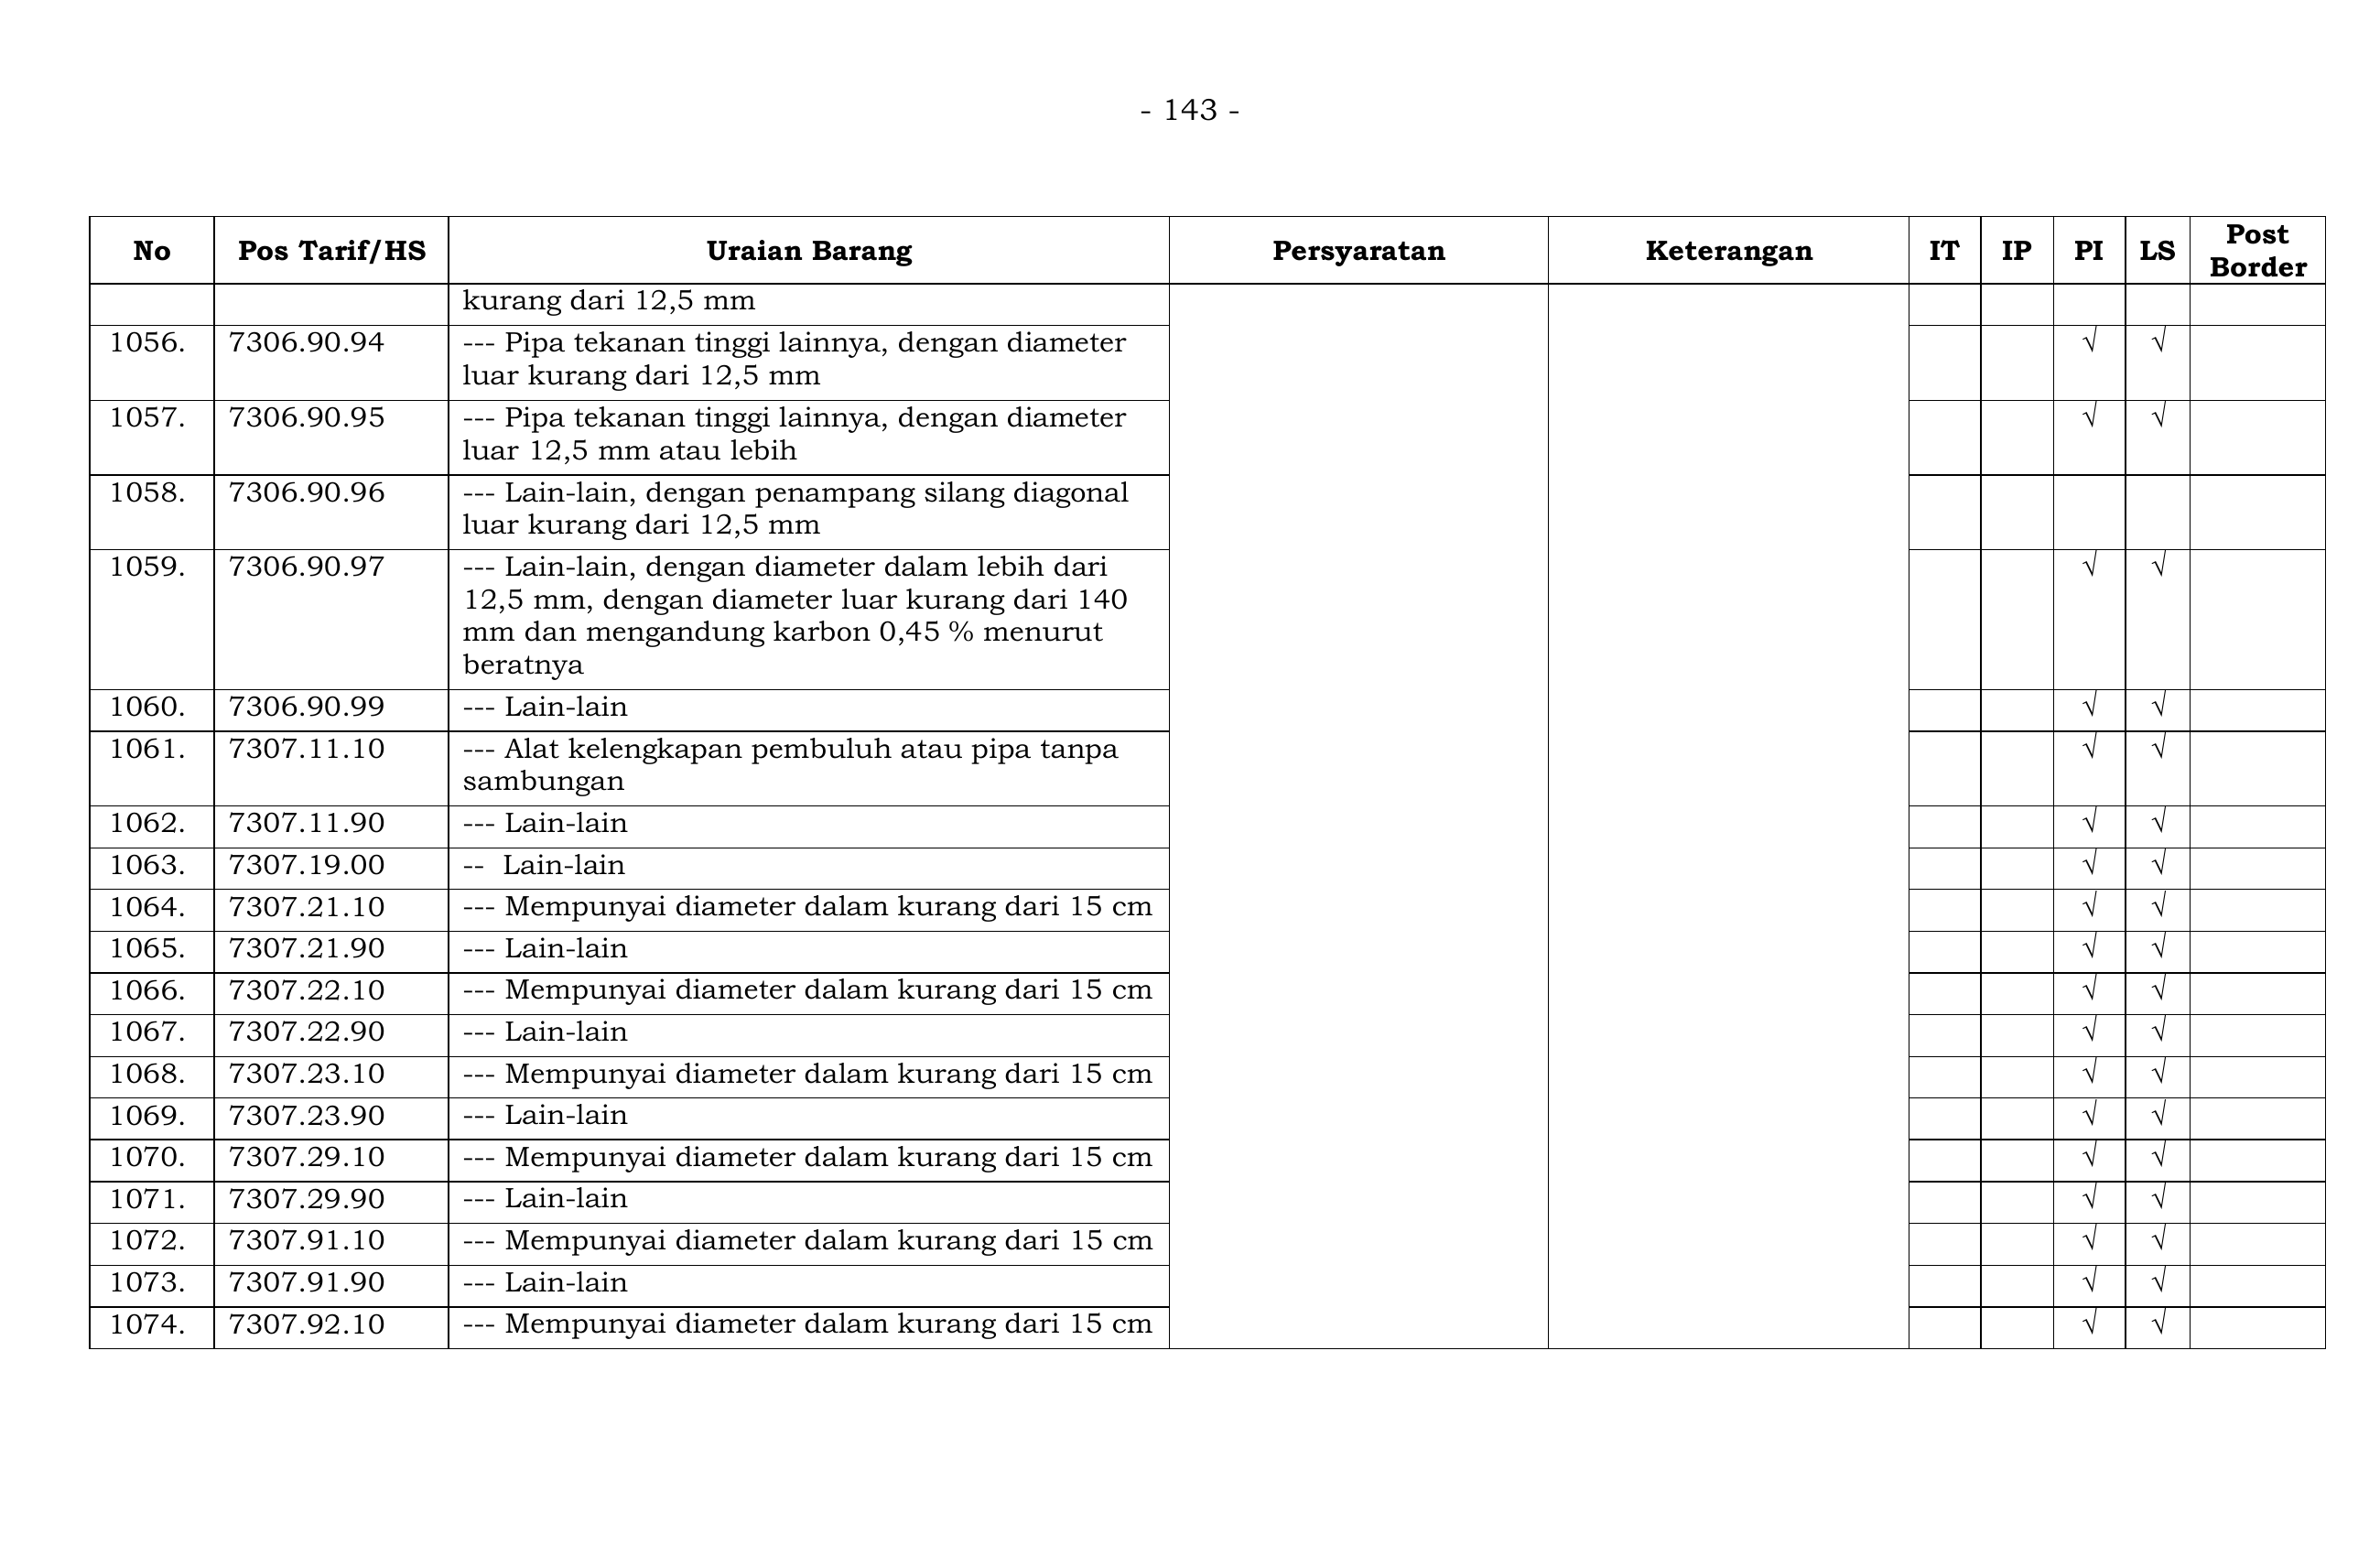 - 143 -
No Pos Tarif/HS Uraian Barang Persyaratan Keterangan IT IP PI LS Post Border
kurang dari 12,5 mm
1056. 7306.90.94 --- Pipa tekanan tinggi lainnya, dengan diameter √ √
luar kurang dari 12,5 mm
1057. 7306.90.95 --- Pipa tekanan tinggi lainnya, dengan diameter √ √
luar 12,5 mm atau lebih
1058. 7306.90.96 --- Lain-lain, dengan penampang silang diagonal
luar kurang dari 12,5 mm
1059. 7306.90.97 --- Lain-lain, dengan diameter dalam lebih dari √ √
12,5 mm, dengan diameter luar kurang dari 140
mm dan mengandung karbon 0,45 % menurut
beratnya
1060. 7306.90.99 --- Lain-lain √ √
1061. 7307.11.10 --- Alat kelengkapan pembuluh atau pipa tanpa √ √
sambungan
1062. 7307.11.90 --- Lain-lain √ √
1063. 7307.19.00 -- Lain-lain √ √
1064. 7307.21.10 --- Mempunyai diameter dalam kurang dari 15 cm √ √
1065. 7307.21.90 --- Lain-lain √ √
1066. 7307.22.10 --- Mempunyai diameter dalam kurang dari 15 cm √ √
1067. 7307.22.90 --- Lain-lain √ √
1068. 7307.23.10 --- Mempunyai diameter dalam kurang dari 15 cm √ √
1069. 7307.23.90 --- Lain-lain √ √
1070. 7307.29.10 --- Mempunyai diameter dalam kurang dari 15 cm √ √
1071. 7307.29.90 --- Lain-lain √ √
1072. 7307.91.10 --- Mempunyai diameter dalam kurang dari 15 cm √ √
1073. 7307.91.90 --- Lain-lain √ √
1074. 7307.92.10 --- Mempunyai diameter dalam kurang dari 15 cm √ √